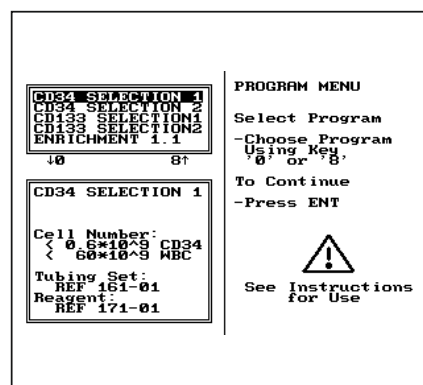 CD34 SELECTION 1
CD34 SELECTION 2
CD133 SELECTION1
CD133 SELECTION2
ENRICHMENT 1.1
↓0 8↑
CD34 SELECTION 1
Cell Number:
< 0.6*10^9 CD34
< 60*10^9 WBC
Tubing Set:
REF 161-01
Reagent:
REF 171-01
PROGRAM MENU
Select Program
-Choose Program
Using Key
'0' or '8'
To Continue
-Press ENT
!
See Instructions
for Use